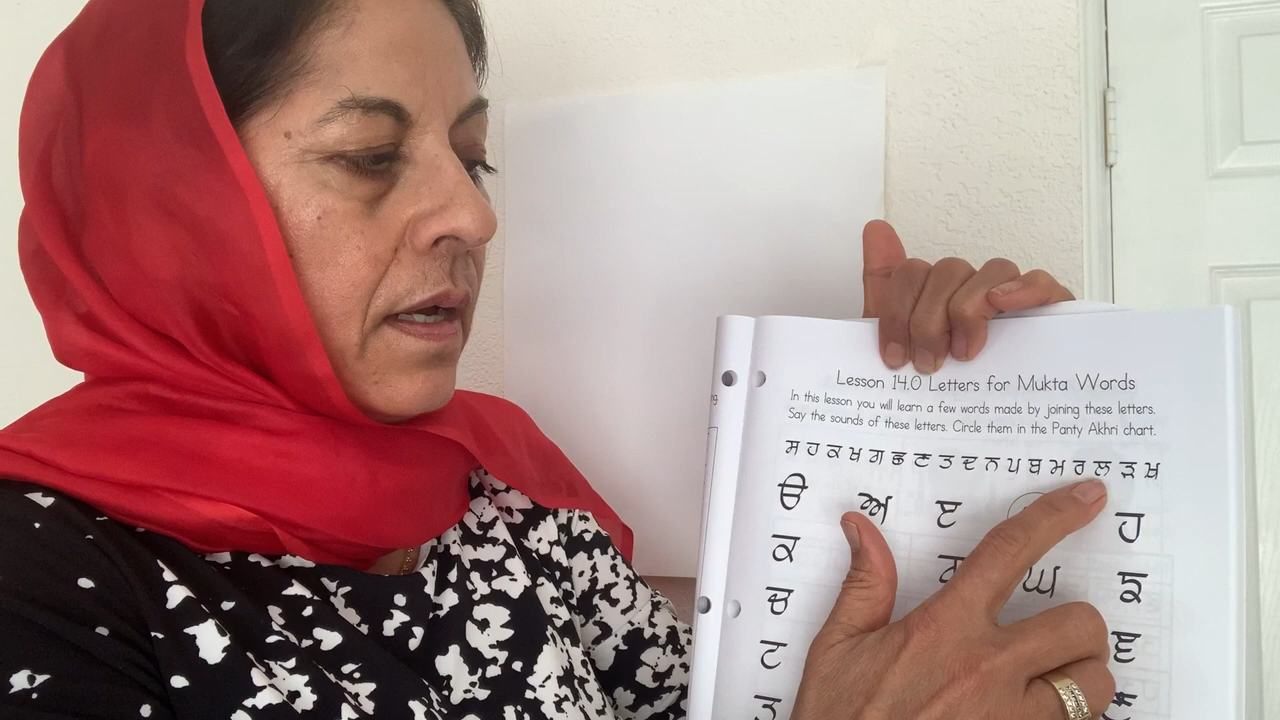 Lesson 14.0 Letters for Mukta Words
In this lesson you will learn a few words made by joining these letters.
Say the sounds of these letters. Circle them in the Panty Akhri chart.
ਸ ਹ ਕ ਖ ਗ ਛ ਣ ਤ ਦ ਨ ਪ ਬ ਮ ਰ ਲ ੜ ਖ਼
ੳ ਅ ੲ ਹ
ਕ ਘ ਙ
ਚ ਞ
ਟ
ਤ